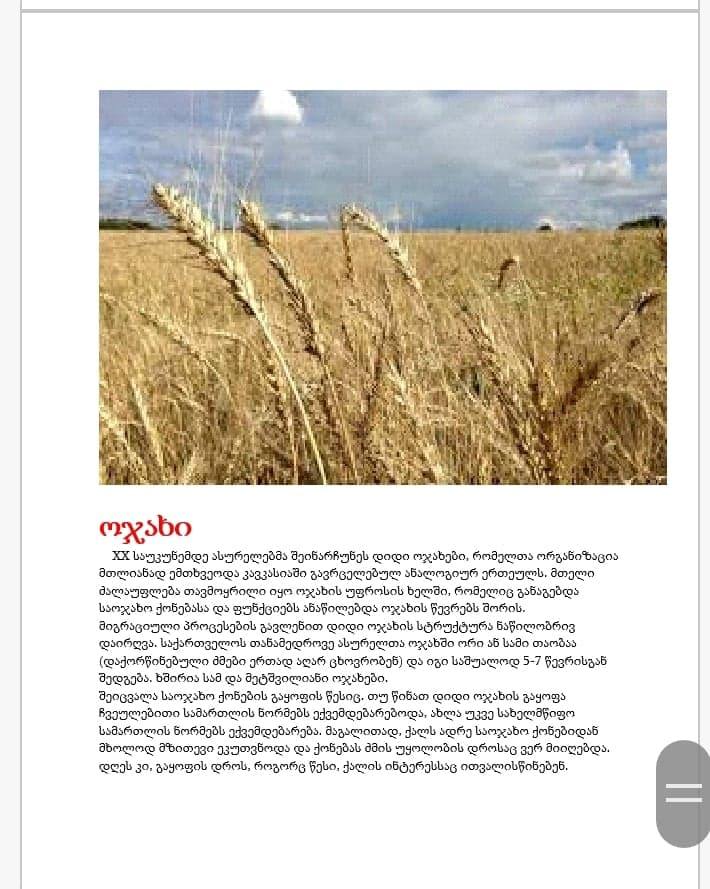 ოჯახი
XX საუკუნემდე ასურელებმა შეინარჩუნეს დიდი ოჯახები, რომელთა ორგანიზაცია
მთლიანად ემთხვეოდა კავკასიაში გავრცელებულ ანალოგიურ ერთეულს. მთელი
ძალაუფლება თავმოყრილი იყო ოჯახის უფროსის ხელში, რომელიც განაგებდა
საოჯახო ქონებასა და ფუნქციებს ანაწილებდა ოჯახის წევრებს შორის.
მიგრაციული პროცესების გავლენით დიდი ოჯახის სტრუქტურა ნაწილობრივ
დაირღვა. საქართველოს თანამედროვე ასურელთა ოჯახში ორი ან სამი თაობაა
(დაქორწინებული ძმები ერთად აღარ ცხოვრობენ) და იგი საშუალოდ 5-7 წევრისგან
შედგება. ხშირია სამ და მეტშვილიანი ოჯახები.
შეიცვალა საოჯახო ქონების გაყოფის წესიც. თუ წინათ დიდი ოჯახის გაყოფა
ჩვეულებითი სამართლის ნორმებს ექვემდებარებოდა, ახლა უკვე სახელმწიფო
სამართლის ნორმებს ექვემდებარება. მაგალითად, ქალს ადრე საოჯახო ქონებიდან
მხოლოდ მზითევი ეკუთვნოდა და ქონებას ძმის უყოლობის დროსაც ვერ მიიღებდა.
დღეს კი, გაყოფის დროს, როგორც წესი, ქალის ინტერესსაც ითვალისწინებენ.